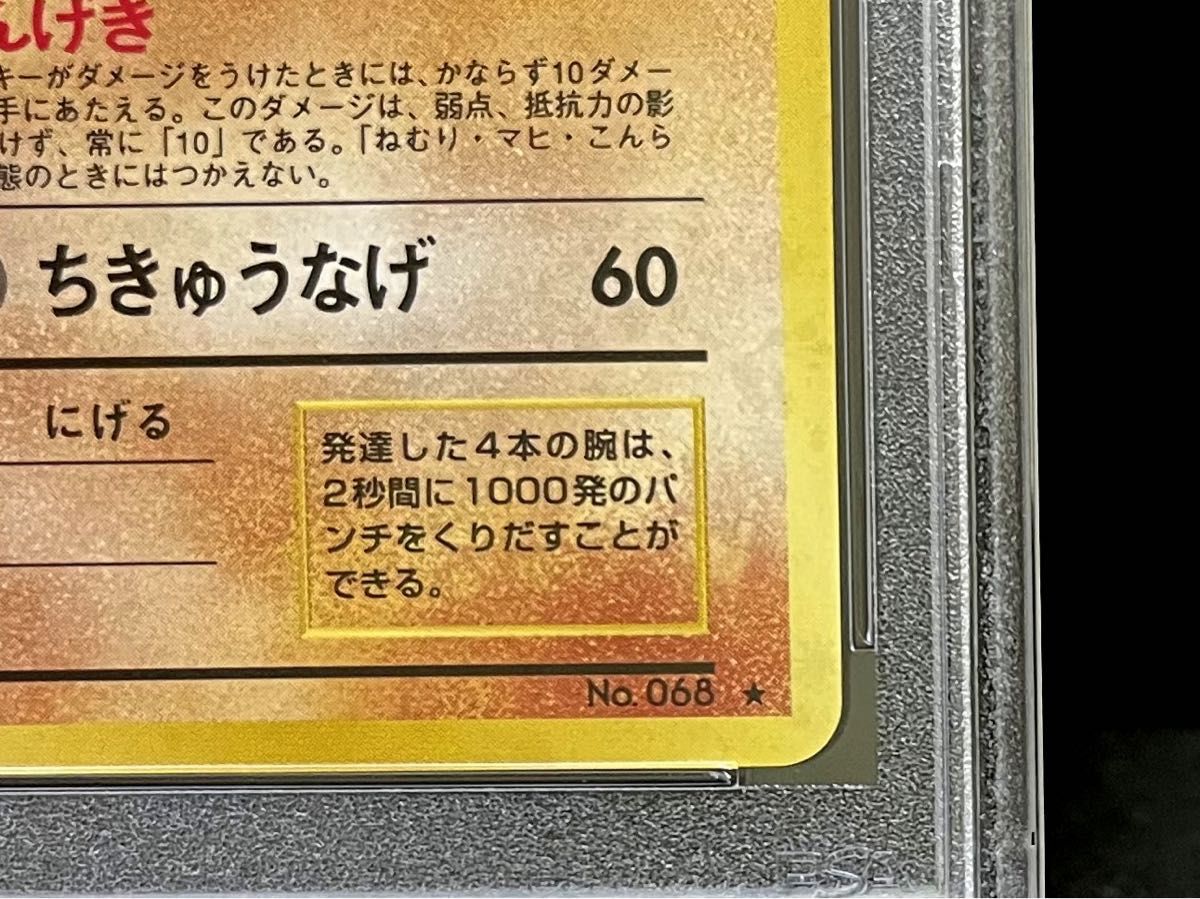 んげき
キーがダメージをうけたときには、かならず10ダメー
手にあたえる。このダメージは、弱点、抵抗力の影
けず、常に「10」である。「ねむり・マヒ・こんら
態のときにはつかえない。
ちきゅうなげ 60
にげる
発達した4本の腕は、
2秒間に1000発のパ
ンチをくりだすことが
できる。
No.068 ★